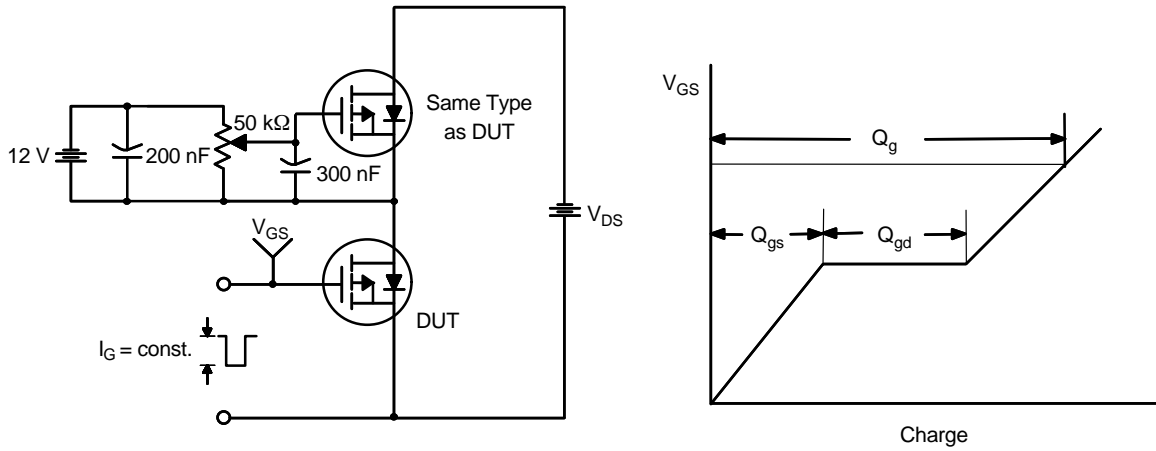 12 V
200 nF
50 kΩ
300 nF
Same Type
as DUT
V_GS
DUT
I_G = const.
V_DS
V_GS
Q_g
Q_gs
Q_gd
Charge